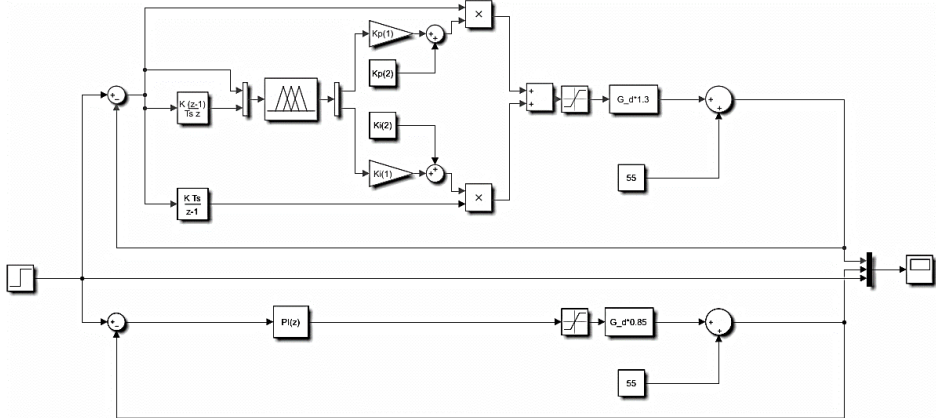 ×
Kp(1)
+
+
Kp(2)
+
−
K (z-1)
Ts z
+
+
G_d*1.3
+
+
Ki(2)
55
+
+
Ki(1)
K Ts
z-1
×
+
−
PI(z)
G_d*0.85
+
+
55